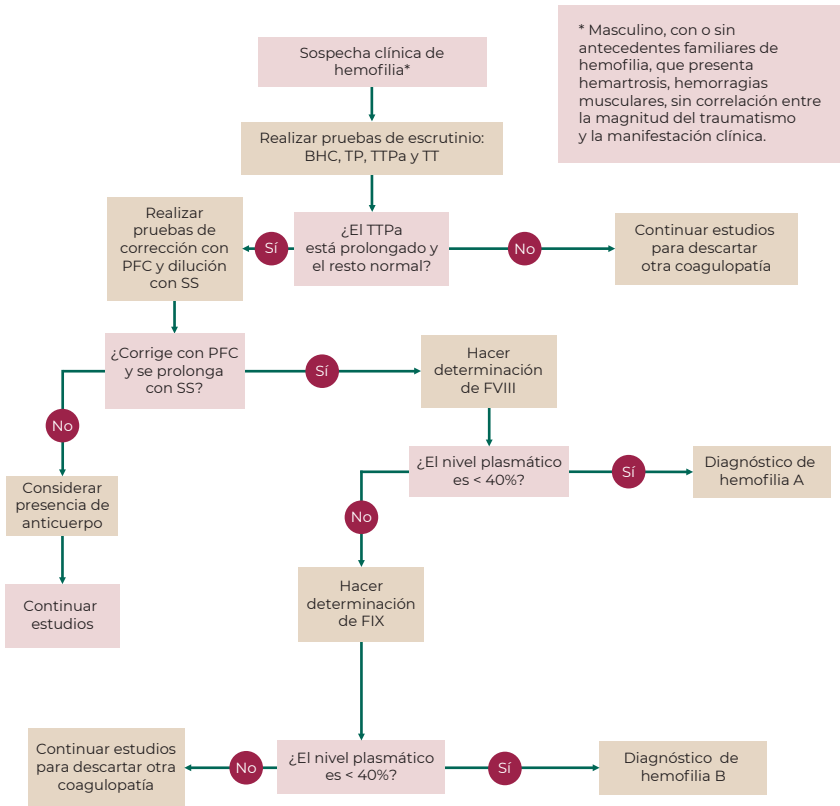 Sospecha clínica de
hemofilia*
* Masculino, con o sin
antecedentes familiares de
hemofilia, que presenta
hemartrosis, hemorragias
musculares, sin correlación entre
la magnitud del traumatismo
y la manifestación clínica.
Realizar pruebas de escrutinio:
BHC, TP, TTPa y TT
Realizar
pruebas de
corrección con
PFC y dilución
con SS
Sí
¿El TTPa
está prolongado y
el resto normal?
No
Continuar estudios
para descartar
otra coagulopatía
¿Corrige con PFC
y se prolonga
con SS?
Sí
Hacer
determinación
de FVIII
No
Considerar
presencia de
anticuerpo
Continuar
estudios
¿El nivel plasmático
es < 40%?
Sí
Diagnóstico de
hemofilia A
No
Hacer
determinación
de FIX
Continuar estudios
para descartar otra
coagulopatía
No
¿El nivel plasmático
es < 40%?
Sí
Diagnóstico de
hemofilia B